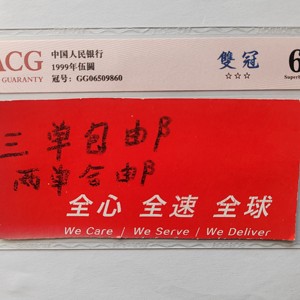 ACG
GUARANTY
中国人民银行
1999年伍圆
冠号：GG06509860
雙冠
☆☆☆
6
三单包邮
两单合邮
全心 全速 全球
We Care / We Serve / We Deliver